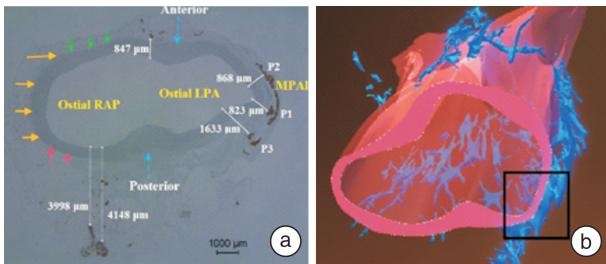 Anterior
847 µm
P2
868 µm
MPAl
Ostial RAP
Ostial LPA
823 µm
P1
1633 µm
P3
Posterior
3998 µm
4148 µm
1000 µm
a
b